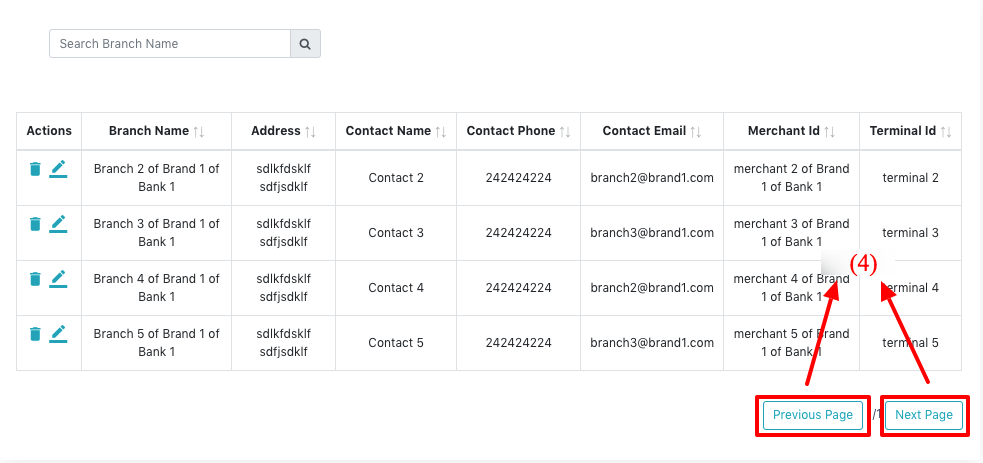 Search Branch Name
Actions Branch Name Address Contact Name Contact Phone Contact Email Merchant Id Terminal Id
Branch 2 of Brand 1 of Bank 1 sdlkfdsklf sdfjsdklf Contact 2 242424224 branch2@brand1.com merchant 2 of Brand 1 of Bank 1 terminal 2
Branch 3 of Brand 1 of Bank 1 sdlkfdsklf sdfjsdklf Contact 3 242424224 branch3@brand1.com merchant 3 of Brand 1 of Bank 1 terminal 3
(4)
Branch 4 of Brand 1 of Bank 1 sdlkfdsklf sdfjsdklf Contact 4 242424224 branch2@brand1.com merchant 4 of Brand 1 of Bank 1 terminal 4
Branch 5 of Brand 1 of Bank 1 sdlkfdsklf sdfjsdklf Contact 5 242424224 branch3@brand1.com merchant 5 of Brand 1 of Bank 1 terminal 5
Previous Page /1 Next Page